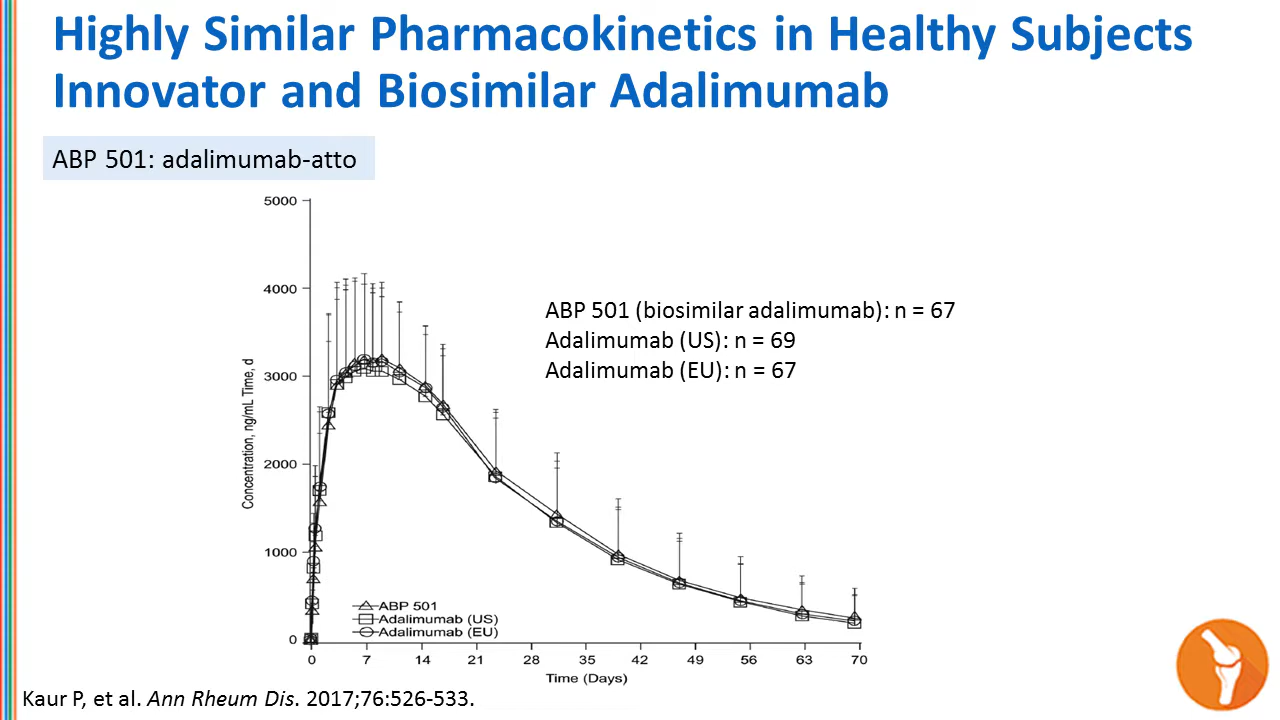 Highly Similar Pharmacokinetics in Healthy Subjects
Innovator and Biosimilar Adalimumab
ABP 501: adalimumab-atto
5000
4000
3000
2000
1000
0
Concentration, ng/mL Time, d
ABP 501 (biosimilar adalimumab): n = 67
Adalimumab (US): n = 69
Adalimumab (EU): n = 67
ABP 501
Adalimumab (US)
Adalimumab (EU)
0 7 14 21 28 35 42 49 56 63 70
Time (Days)
Kaur P, et al. Ann Rheum Dis. 2017;76:526-533.